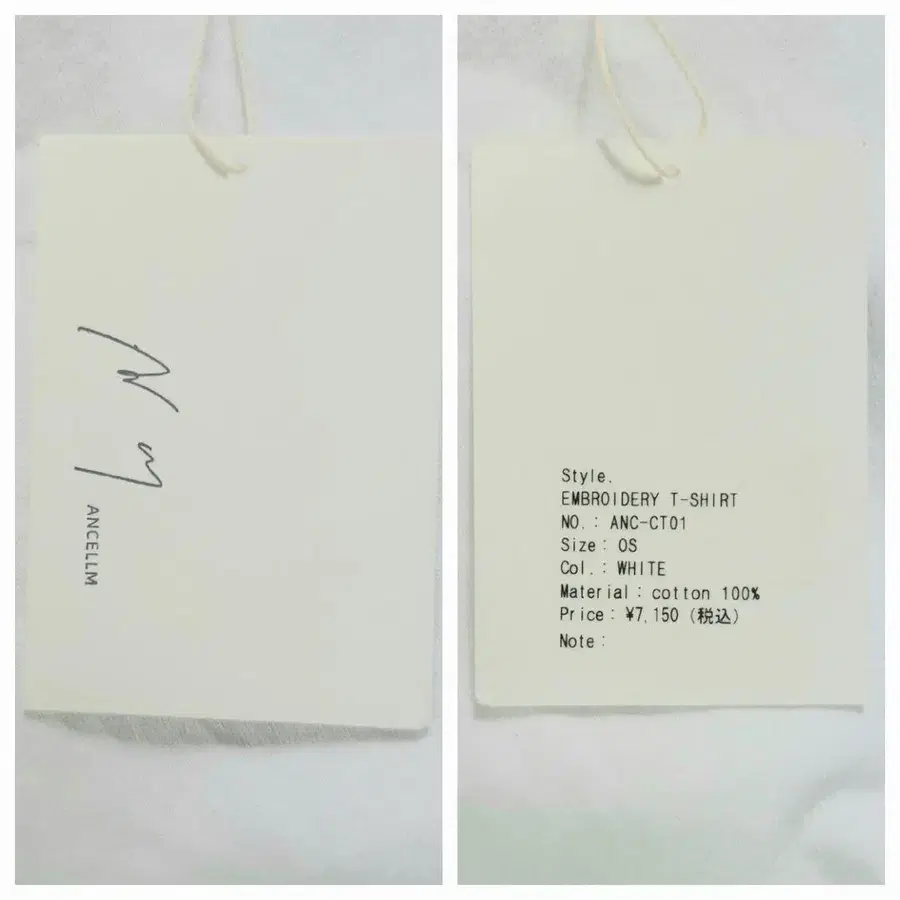 ANCELLM
Style.
EMBROIDERY T-SHIRT
NO.: ANC-CT01
Size: OS
Col.: WHITE
Material: cotton 100%
Price: ¥7,150 (税込)
Note: